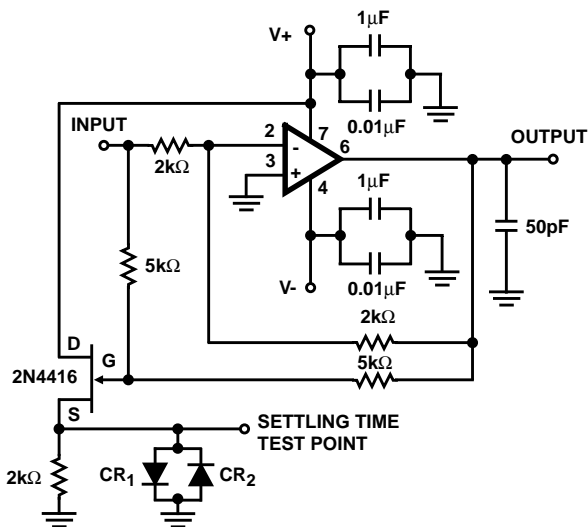 1μF
V+
0.01μF
INPUT
2
7
6
OUTPUT
-
3
+
4
2kΩ
1μF
50pF
0.01μF
V-
5kΩ
2kΩ
5kΩ
D
G
2N4416
S
SETTLING TIME
TEST POINT
2kΩ
CR1
CR2